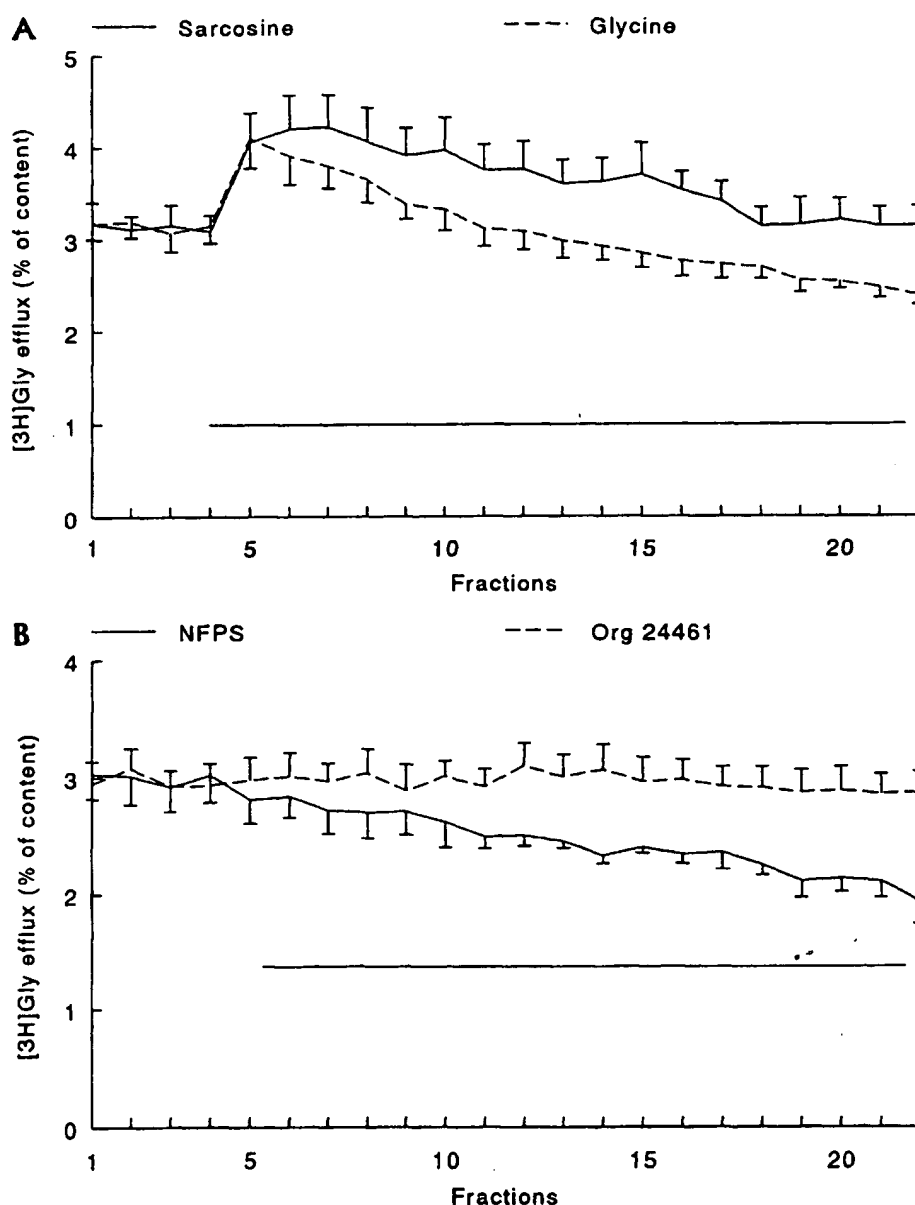 A
Sarcosine
Glycine
[3H]Gly efflux (% of content)
5
4
3
2
1
0
1
5
10
15
20
Fractions
B
NFPS
Org 24461
[3H]Gly efflux (% of content)
4
3
2
1
0
1
5
10
15
20
Fractions